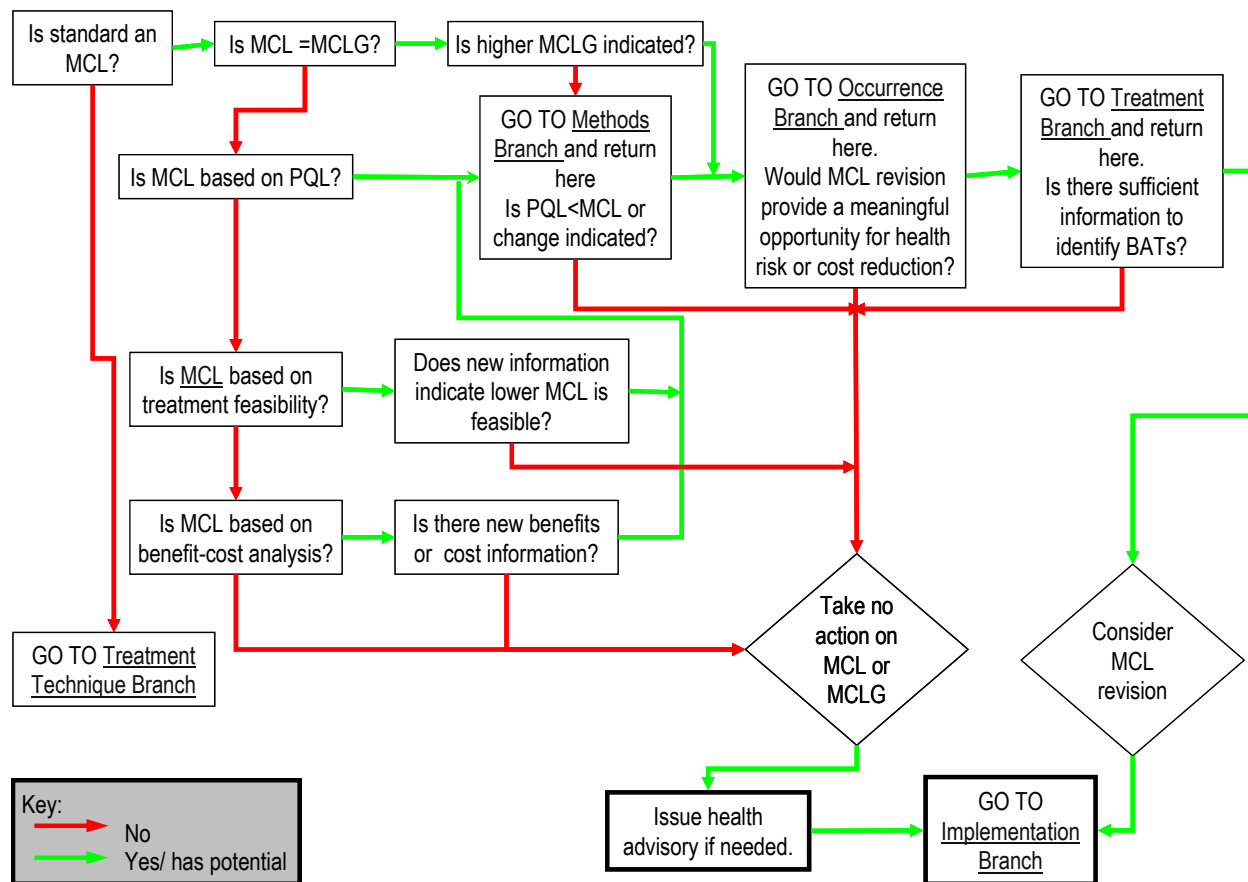 Is standard an
MCL?
Is MCL =MCLG?
Is higher MCLG indicated?
GO TO Methods
Branch and return
here
Is PQL<MCL or
change indicated?
GO TO Occurrence
Branch and return
here.
Would MCL revision
provide a meaningful
opportunity for health
risk or cost reduction?
GO TO Treatment
Branch and return
here.
Is there sufficient
information to
identify BATs?
Is MCL based on PQL?
Is MCL based on
treatment feasibility?
Does new information
indicate lower MCL is
feasible?
Is MCL based on
benefit-cost analysis?
Is there new benefits
or cost information?
GO TO Treatment
Technique Branch
Take no
action on
MCL or
MCLG
Consider
MCL
revision
Issue health
advisory if needed.
GO TO
Implementation
Branch
Key:
No
Yes/ has potential